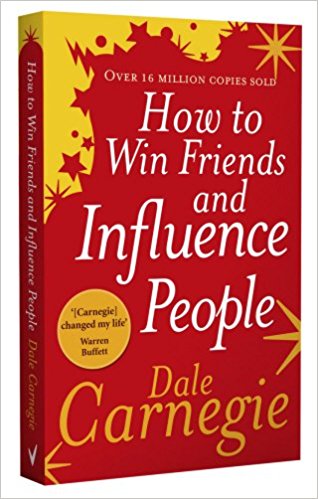 How to Win Friends and Influence People Dale Carnegie
OVER 16 MILLION COPIES SOLD
How to
Win Friends
and
Influence
People
'[Carnegie]
changed my life'
Warren
Buffett
Dale
Carnegie